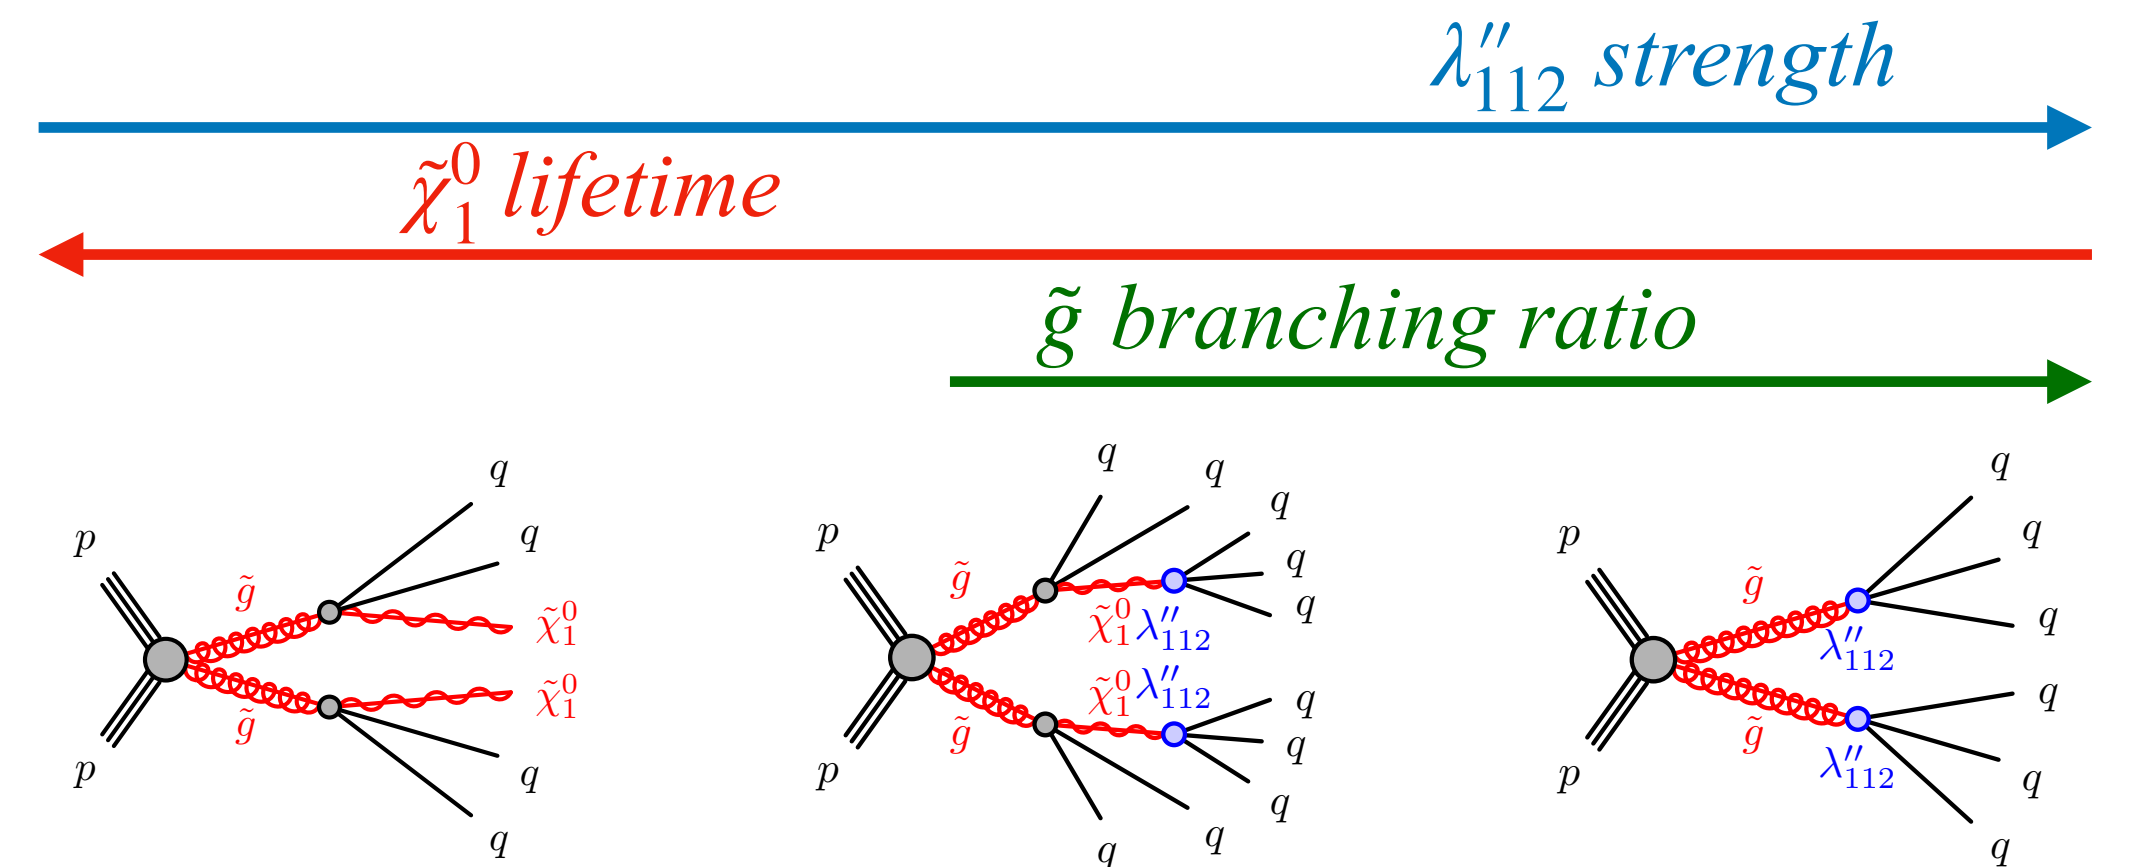 λ″₁₁₂ strength
χ̃⁰₁ lifetime
g̃ branching ratio
p
g̃
q
q
χ̃⁰₁
χ̃⁰₁
g̃
p
q
q
p
g̃
q
q
q
q
q
χ̃⁰₁ λ″₁₁₂
χ̃⁰₁ λ″₁₁₂
g̃
p
q
q
q
q
q
p
g̃
q
q
q
λ″₁₁₂
g̃
λ″₁₁₂
p
q
q
q